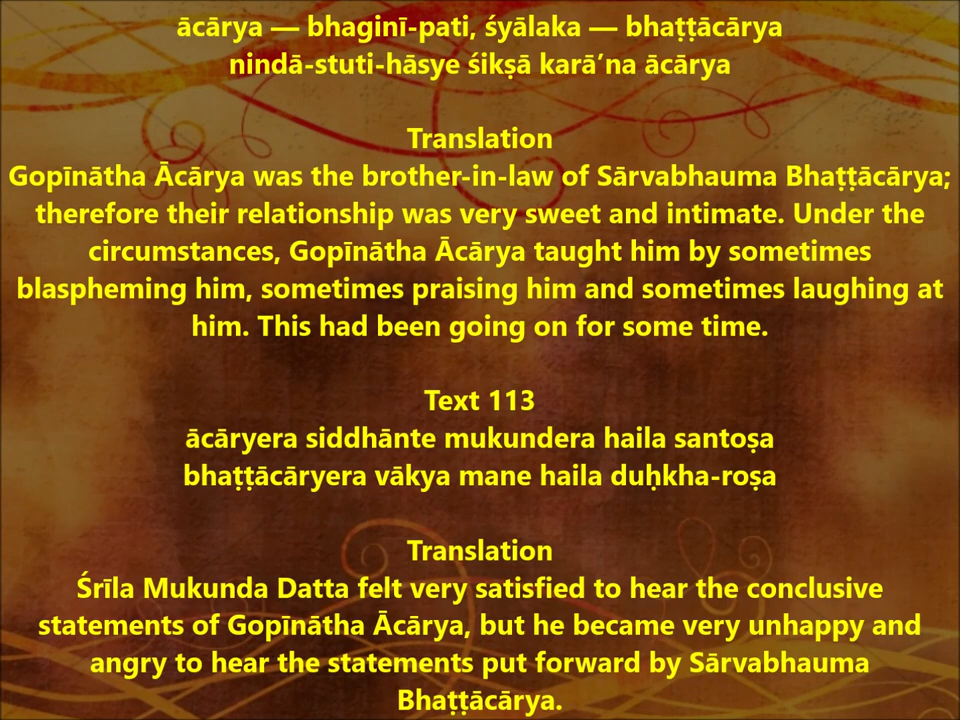 ācārya — bhaginī-pati, śyālaka — bhaṭṭācārya
nindā-stuti-hāsye śikṣā karā’na ācārya
Translation
Gopīnātha Ācārya was the brother-in-law of Sārvabhauma Bhaṭṭācārya;
therefore their relationship was very sweet and intimate. Under the
circumstances, Gopīnātha Ācārya taught him by sometimes
blaspheming him, sometimes praising him and sometimes laughing at
him. This had been going on for some time.
Text 113
ācāryera siddhānte mukundera haila santoṣa
bhaṭṭācāryera vākya mane haila duḥkha-roṣa
Translation
Śrīla Mukunda Datta felt very satisfied to hear the conclusive
statements of Gopīnātha Ācārya, but he became very unhappy and
angry to hear the statements put forward by Sārvabhauma
Bhaṭṭācārya.